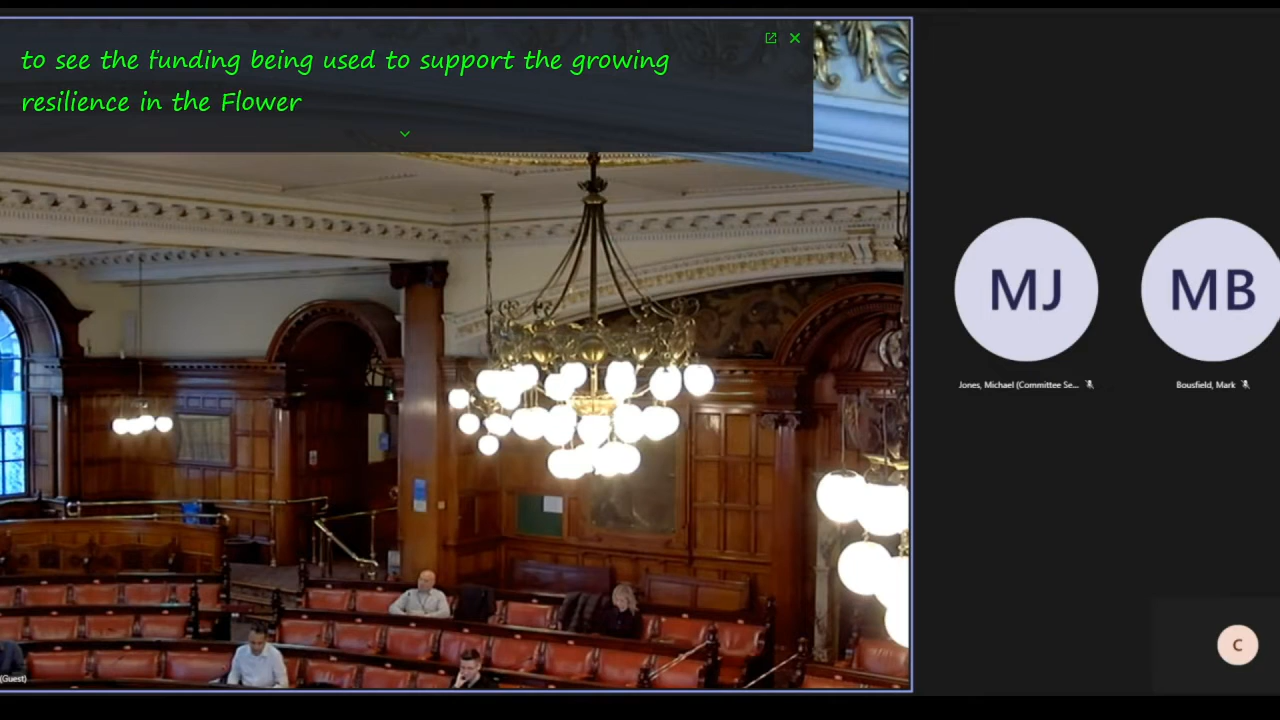 to see the funding being used to support the growing
resilience in the Flower
MJ
MB
Jones, Michael (Committee Se...
Bousfield, Mark
C
(Guest)